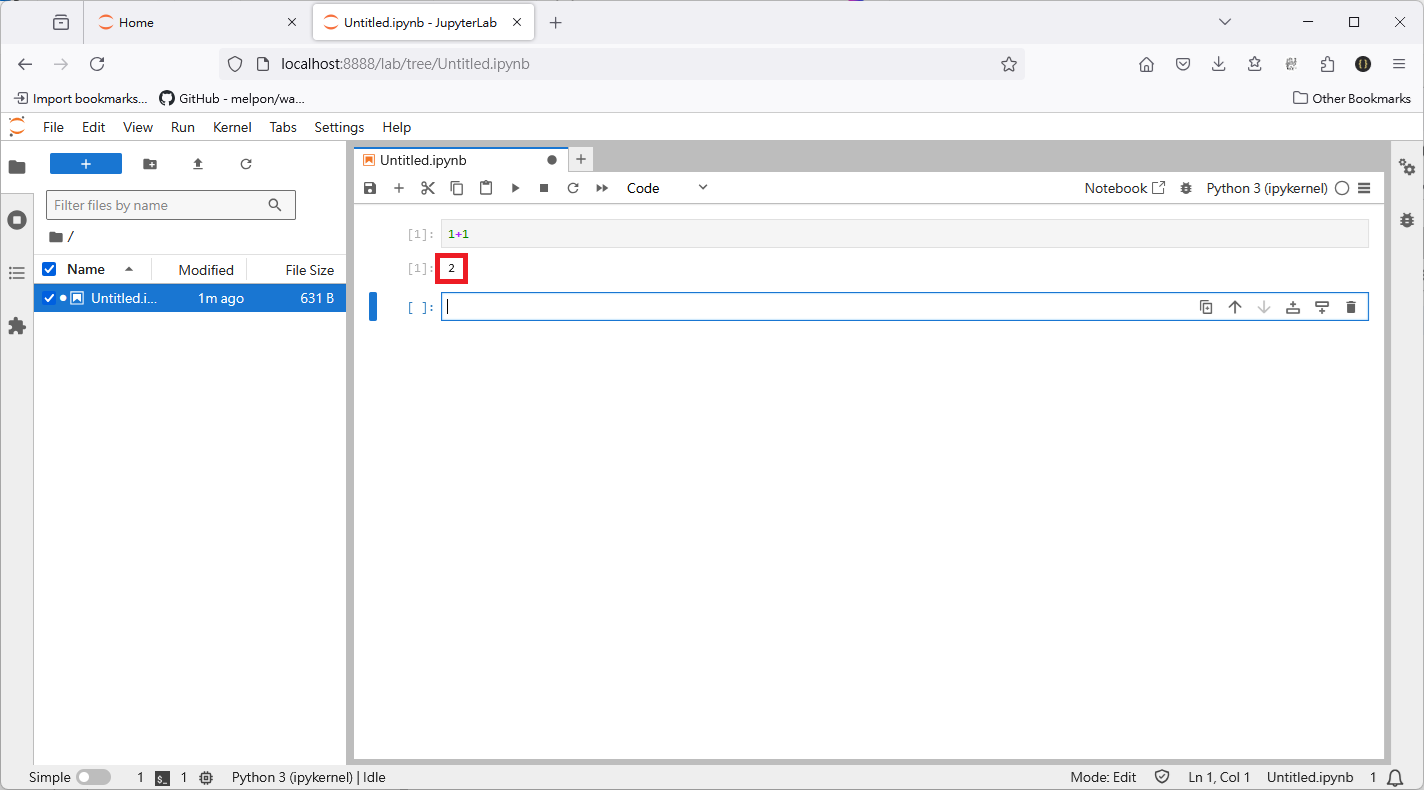 Home
Untitled.ipynb - JupyterLab
localhost:8888/lab/tree/Untitled.ipynb
Import bookmarks...
GitHub - melpon/wa...
Other Bookmarks
File Edit View Run Kernel Tabs Settings Help
+
Filter files by name
/
Name Modified File Size
Untitled.i... 1m ago 631 B
Untitled.ipynb
Code
Notebook
Python 3 (ipykernel)
[1]: 1+1
[1]: 2
[ ]:
Simple 1 $_ 1 Python 3 (ipykernel) | Idle Mode: Edit Ln 1, Col 1 Untitled.ipynb 1